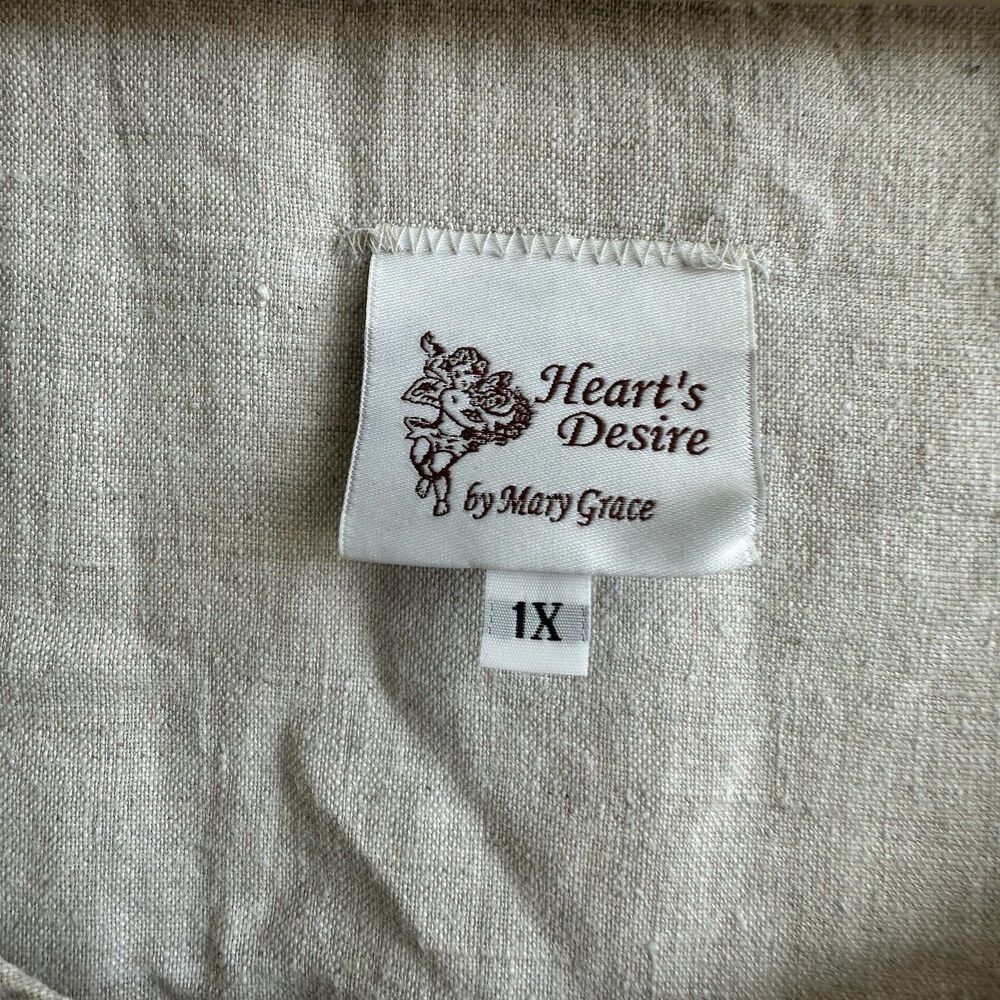 Heart's
Desire
by Mary Grace
1X